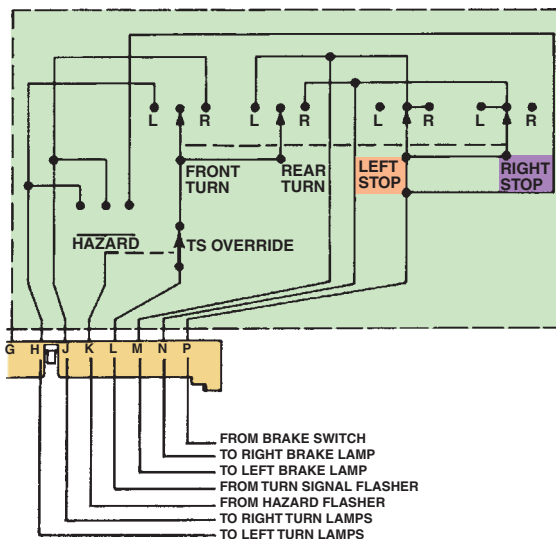 L R L R L R L R
FRONT TURN
REAR TURN
LEFT STOP
RIGHT STOP
HAZARD
TS OVERRIDE
G H J K L M N P
FROM BRAKE SWITCH
TO RIGHT BRAKE LAMP
TO LEFT BRAKE LAMP
FROM TURN SIGNAL FLASHER
FROM HAZARD FLASHER
TO RIGHT TURN LAMPS
TO LEFT TURN LAMPS